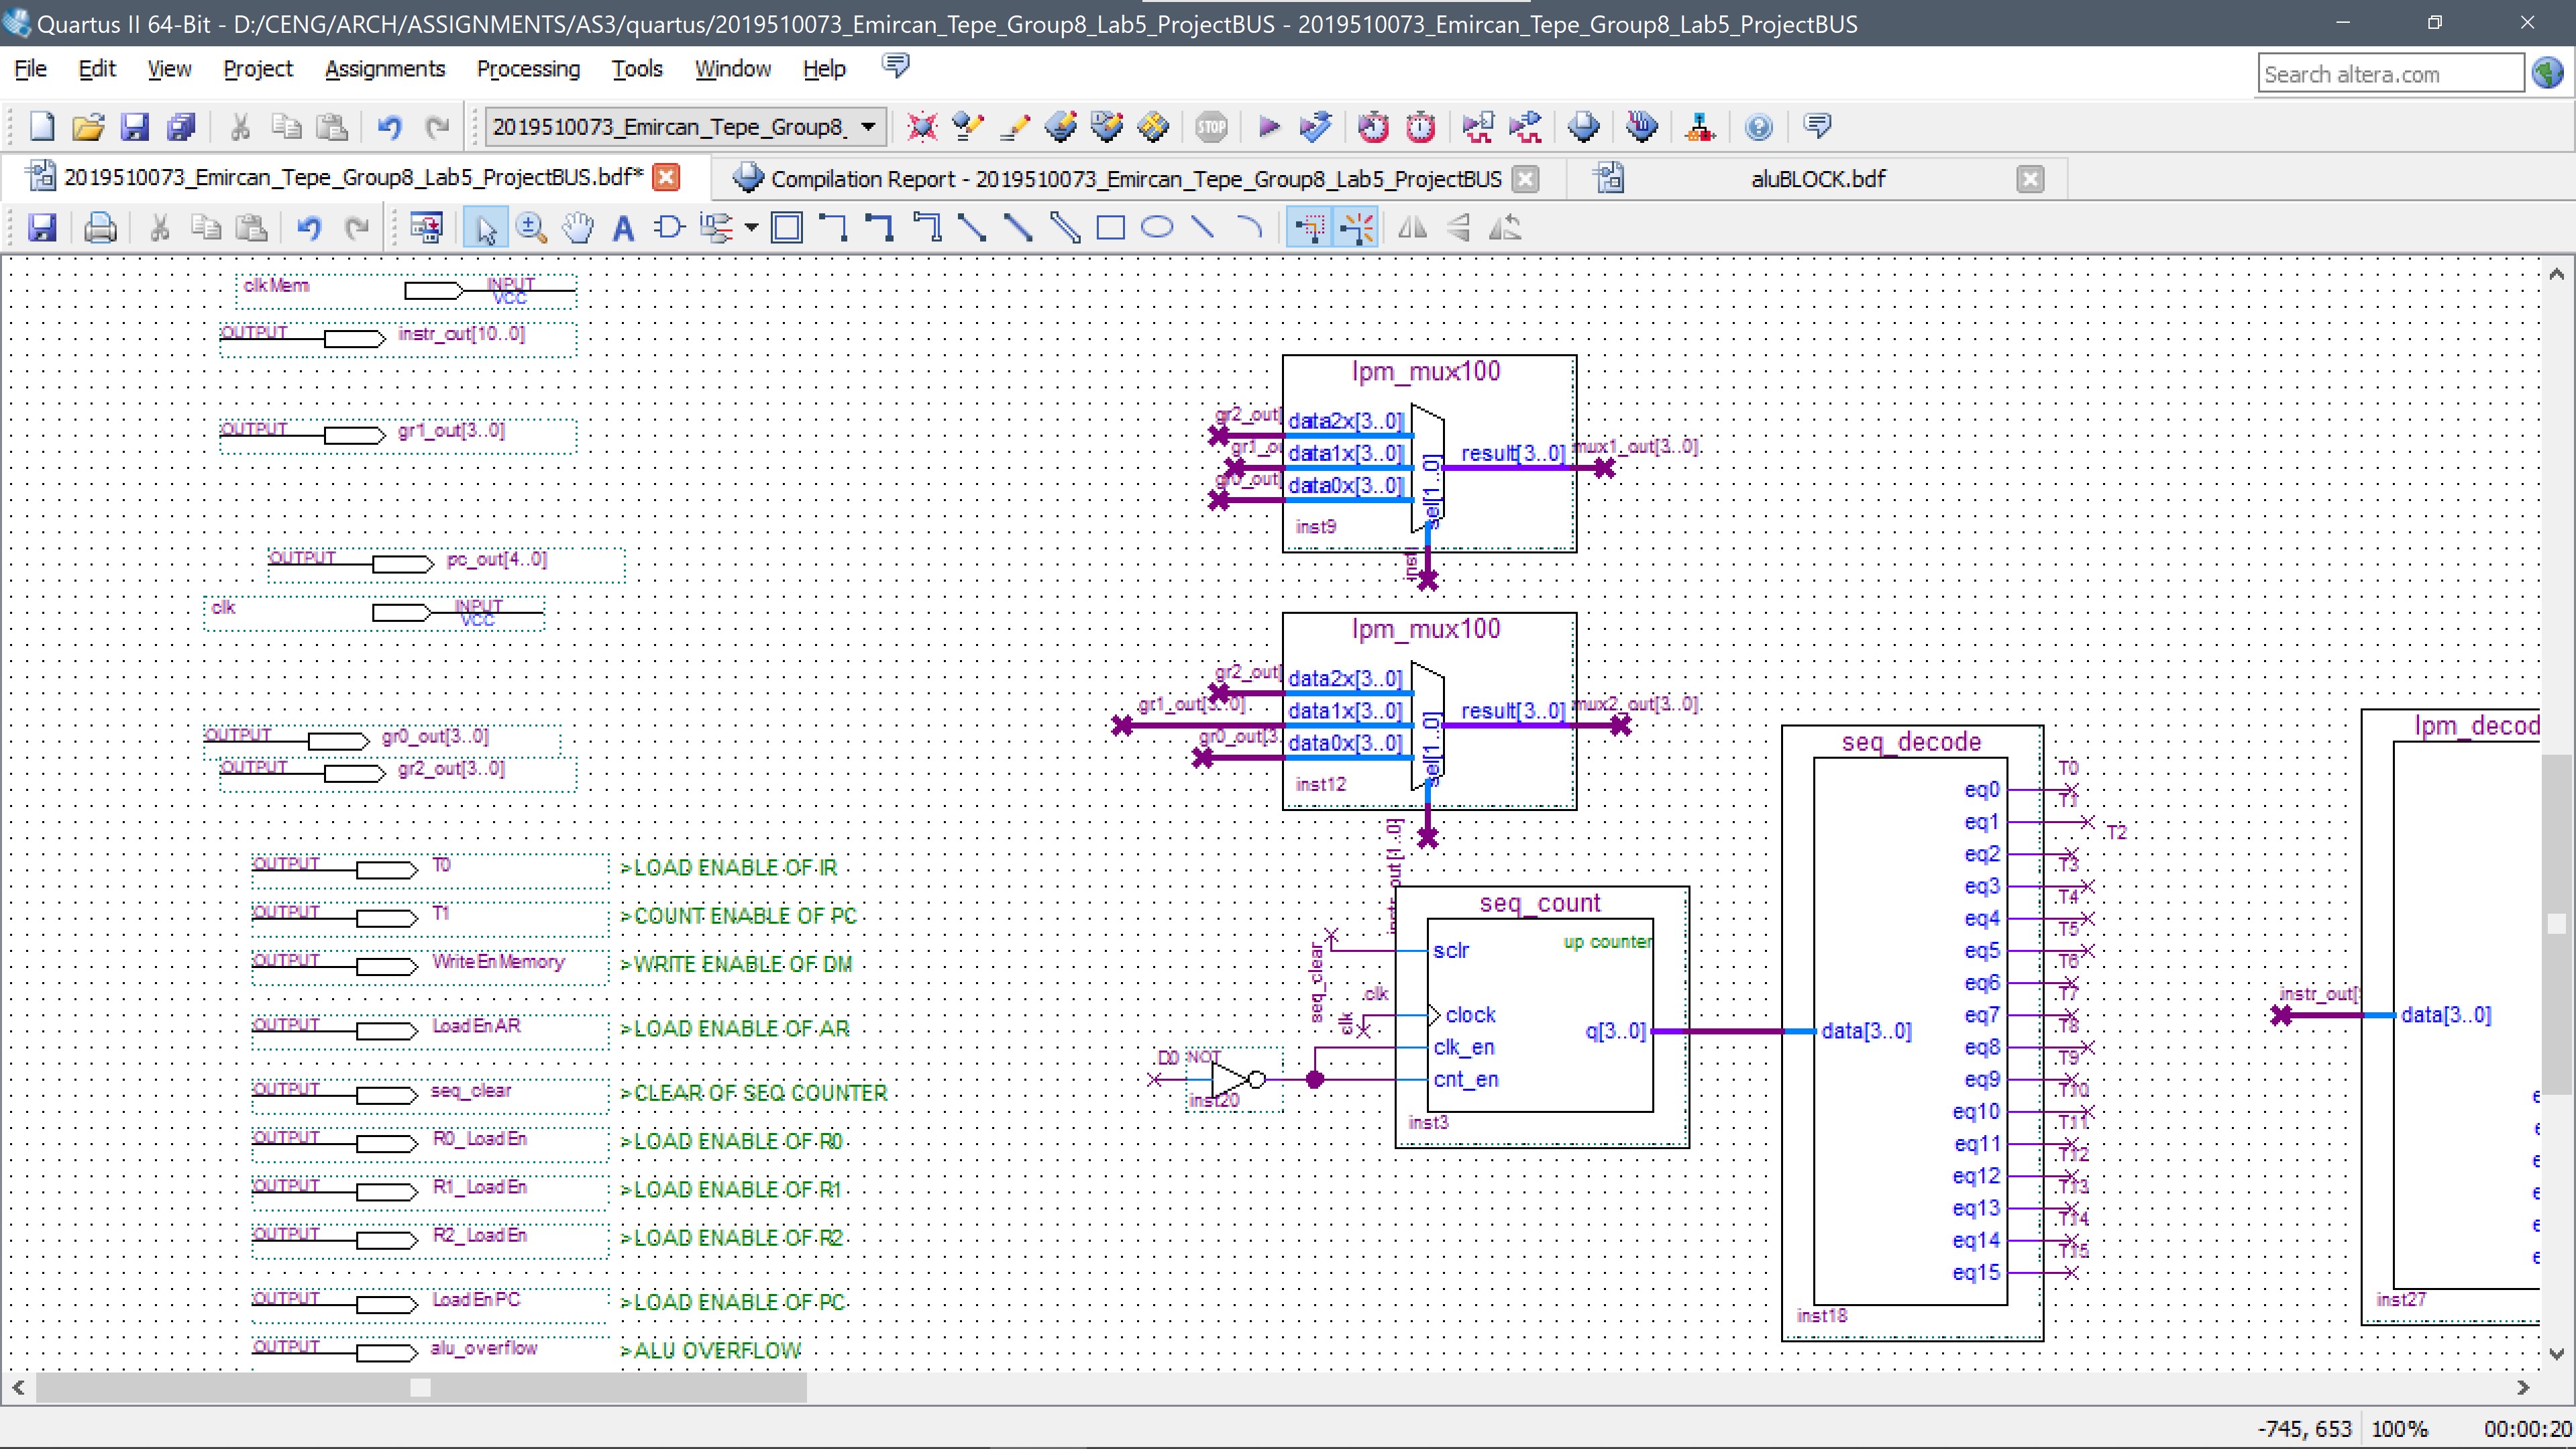 Quartus II 64-Bit - D:/CENG/ARCH/ASSIGNMENTS/AS3/quartus/2019510073_Emircan_Tepe_Group8_Lab5_ProjectBUS - 2019510073_Emircan_Tepe_Group8_Lab5_ProjectBUS
File Edit View Project Assignments Processing Tools Window Help
Search altera.com
2019510073_Emircan_Tepe_Group8_
STOP
2019510073_Emircan_Tepe_Group8_Lab5_ProjectBUS.bdf*
Compilation Report - 2019510073_Emircan_Tepe_Group8_Lab5_ProjectBUS
aluBLOCK.bdf
clkMem INPUT
VCC
OUTPUT instr_out[10..0]
OUTPUT gr1_out[3..0]
OUTPUT pc_out[4..0]
clk INPUT
VCC
OUTPUT gr0_out[3..0]
OUTPUT gr2_out[3..0]
OUTPUT T0 >LOAD ENABLE OF IR
OUTPUT T1 >COUNT ENABLE OF PC
OUTPUT WriteEnMemory >WRITE ENABLE OF DM
OUTPUT LoadEnAR >LOAD ENABLE OF AR
OUTPUT seq_clear >CLEAR OF SEQ COUNTER
OUTPUT R0_LoadEn >LOAD ENABLE OF R0
OUTPUT R1_LoadEn >LOAD ENABLE OF R1
OUTPUT R2_LoadEn >LOAD ENABLE OF R2
OUTPUT LoadEnPC >LOAD ENABLE OF PC
OUTPUT alu_overflow >ALU OVERFLOW
lpm_mux100
gr2_out[ data2x[3..0]
gr1_ou data1x[3..0] result[3..0] mux1_out[3..0]
gr0_out[ data0x[3..0]
sel[1..0]
inst9
inst
lpm_mux100
gr2_out[ data2x[3..0]
gr1_out[3..0] data1x[3..0] result[3..0] mux2_out[3..0]
gr0_out[3. data0x[3..0]
sel[1..0]
inst12
instr_out[1..0]
seq_count
up counter
seq_clear sclr
clk
clk clock
q[3..0]
clk_en
D0 NOT
cnt_en
inst20
inst3
seq_decode
data[3..0]
eq0 T0
eq1 T1
eq2 T2
eq3 T3
eq4 T4
eq5 T5
eq6 T6
eq7 T7
eq8 T8
eq9 T9
eq10 T10
eq11 T11
eq12 T12
eq13 T13
eq14 T14
eq15 T15
inst18
lpm_decod
instr_out[ data[3..0]
e
e
e
e
e
e
inst27
-745, 653 100% 00:00:20